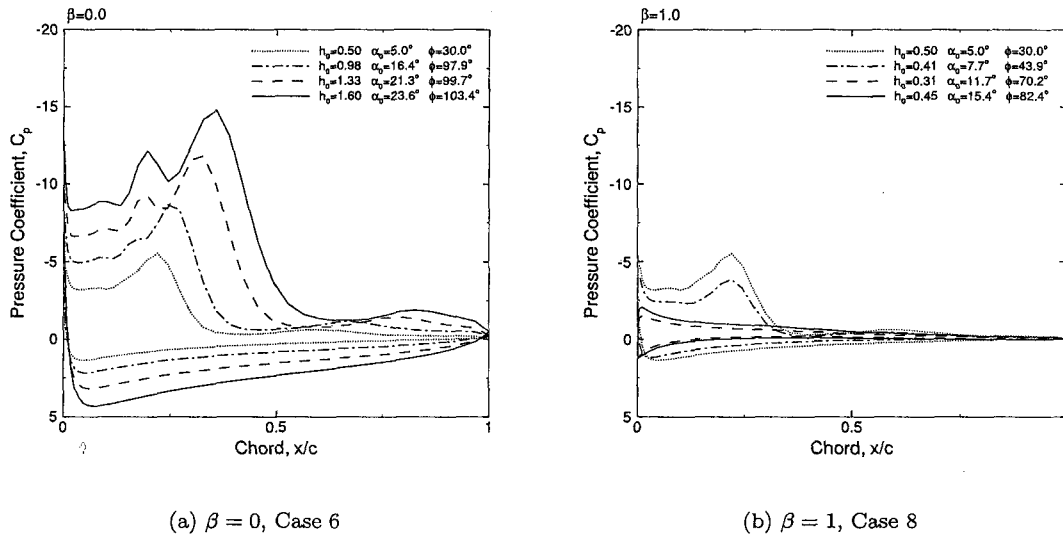 β=0.0
-20
-15
-10
-5
0
5
Pressure Coefficient, Cp
h₀=0.50 α₀=5.0° ϕ=30.0°
h₀=0.98 α₀=16.4° ϕ=97.9°
h₀=1.33 α₀=21.3° ϕ=99.7°
h₀=1.60 α₀=23.6° ϕ=103.4°
0
0.5
1
Chord, x/c
(a) β = 0, Case 6
β=1.0
-20
-15
-10
-5
0
5
Pressure Coefficient, Cp
h₀=0.50 α₀=5.0° ϕ=30.0°
h₀=0.41 α₀=7.7° ϕ=43.9°
h₀=0.31 α₀=11.7° ϕ=70.2°
h₀=0.45 α₀=15.4° ϕ=82.4°
0
0.5
Chord, x/c
(b) β = 1, Case 8